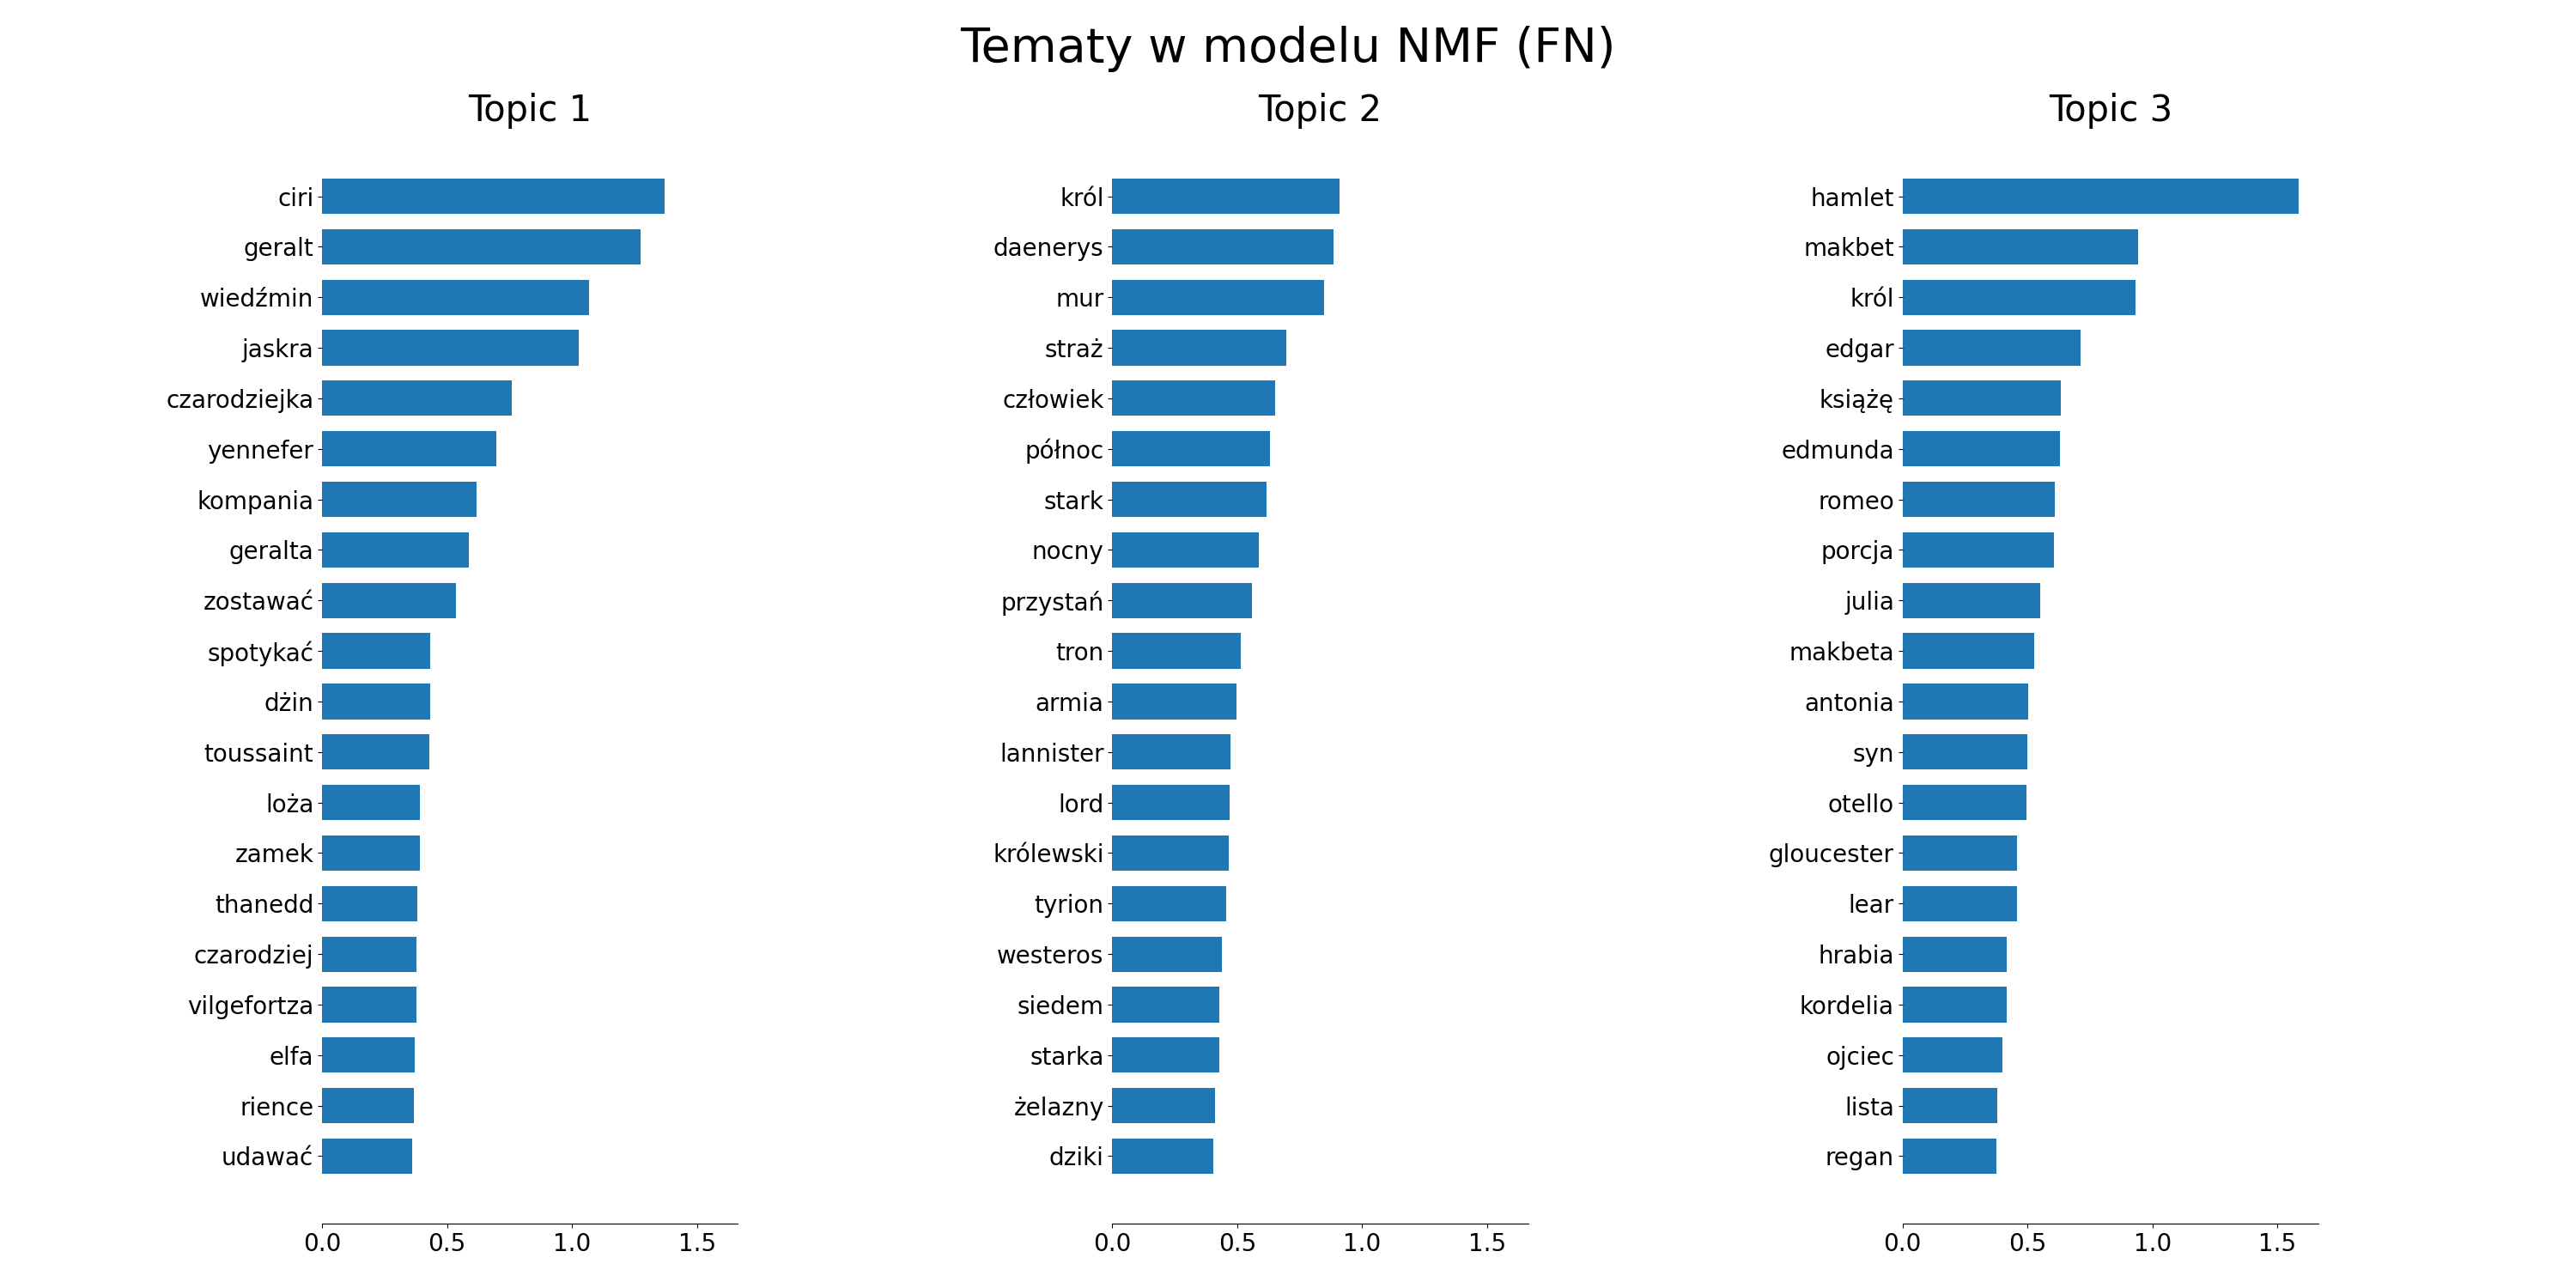 Tematy w modelu NMF (FN)
Topic 1
ciri
geralt
wiedźmin
jaskra
czarodziejka
yennefer
kompania
geralta
zostawać
spotykać
dżin
toussaint
loża
zamek
thanedd
czarodziej
vilgefortza
elfa
rience
udawać
0.0 0.5 1.0 1.5
Topic 2
król
daenerys
mur
straż
człowiek
północ
stark
nocny
przystań
tron
armia
lannister
lord
królewski
tyrion
westeros
siedem
starka
żelazny
dziki
0.0 0.5 1.0 1.5
Topic 3
hamlet
makbet
król
edgar
książę
edmunda
romeo
porcja
julia
makbeta
antonia
syn
otello
gloucester
lear
hrabia
kordelia
ojciec
lista
regan
0.0 0.5 1.0 1.5